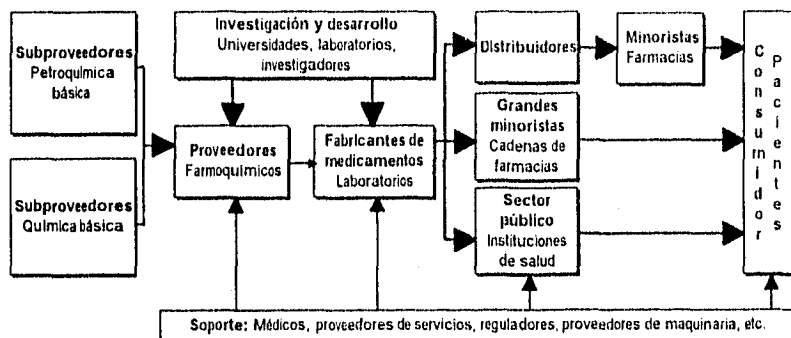 Subproveedores
Petroquímica
básica
Subproveedores
Química básica
Investigación y desarrollo
Universidades, laboratorios,
investigadores
Proveedores
Farmoquímicos
Fabricantes de
medicamentos
Laboratorios
Distribuidores
Minoristas
Farmacias
Grandes
minoristas
Cadenas de
farmacias
Sector
público
Instituciones
de salud
Consumidor
Pacientes
Soporte: Médicos, proveedores de servicios, reguladores, proveedores de maquinaria, etc.